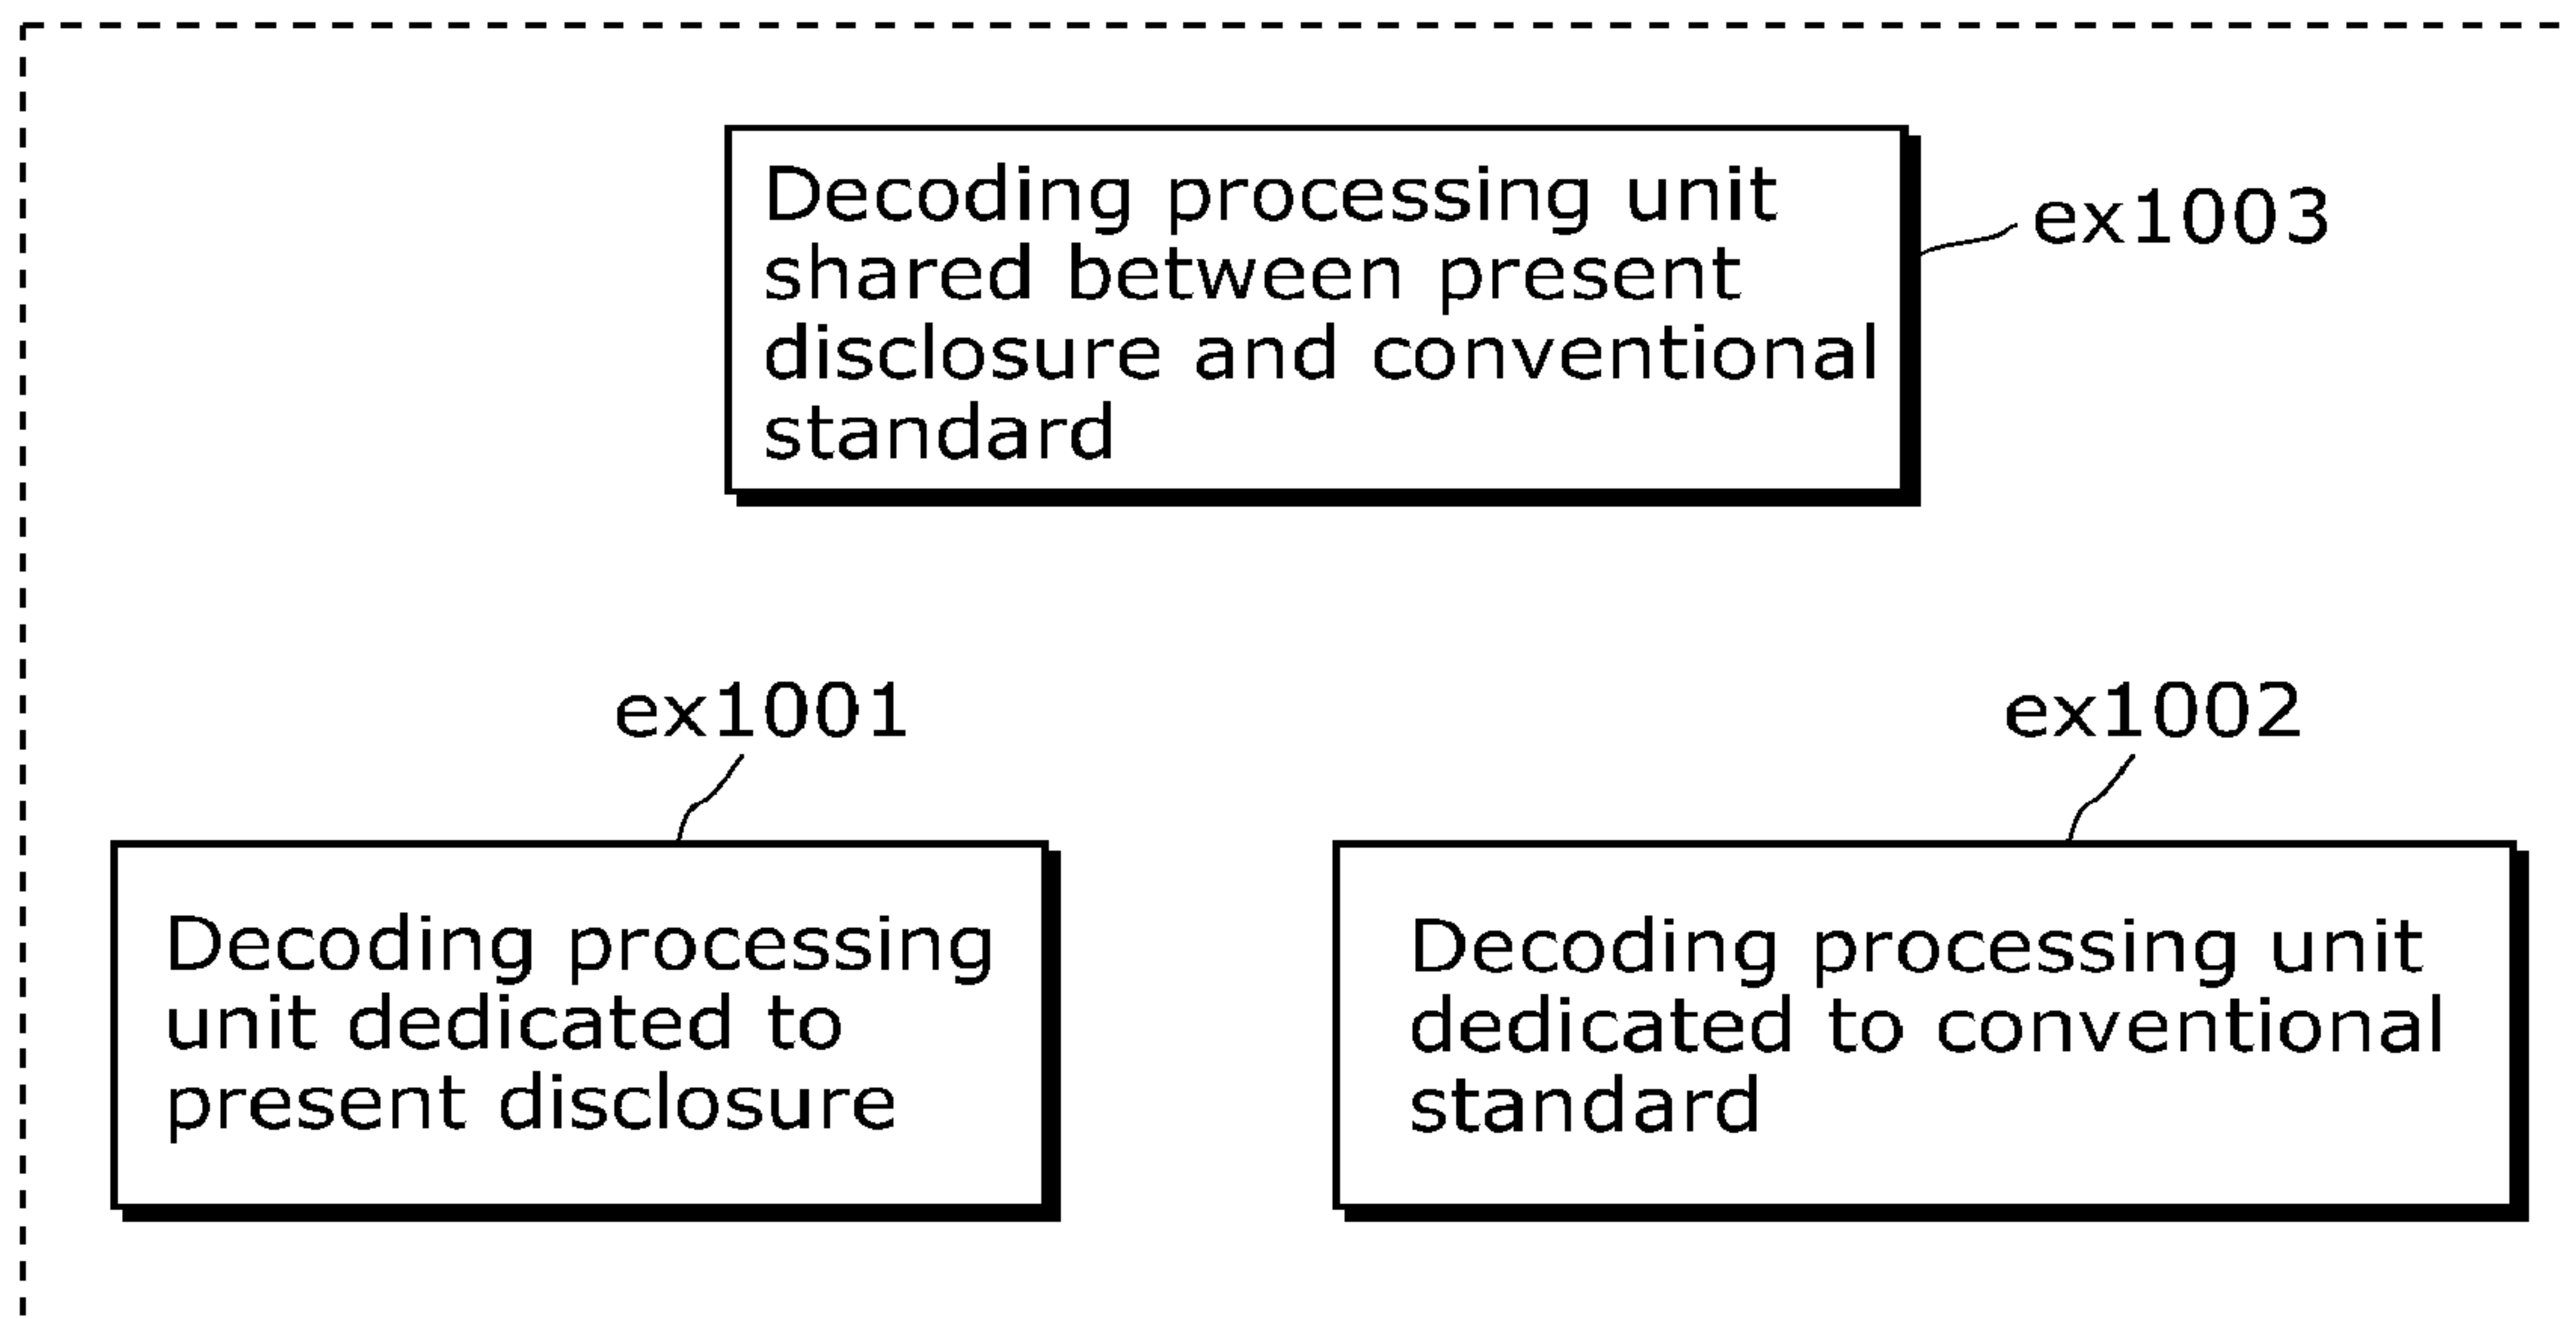 Decoding processing unit
shared between present
disclosure and conventional
standard
ex1003
ex1001
ex1002
Decoding processing
unit dedicated to
present disclosure
Decoding processing unit
dedicated to conventional
standard